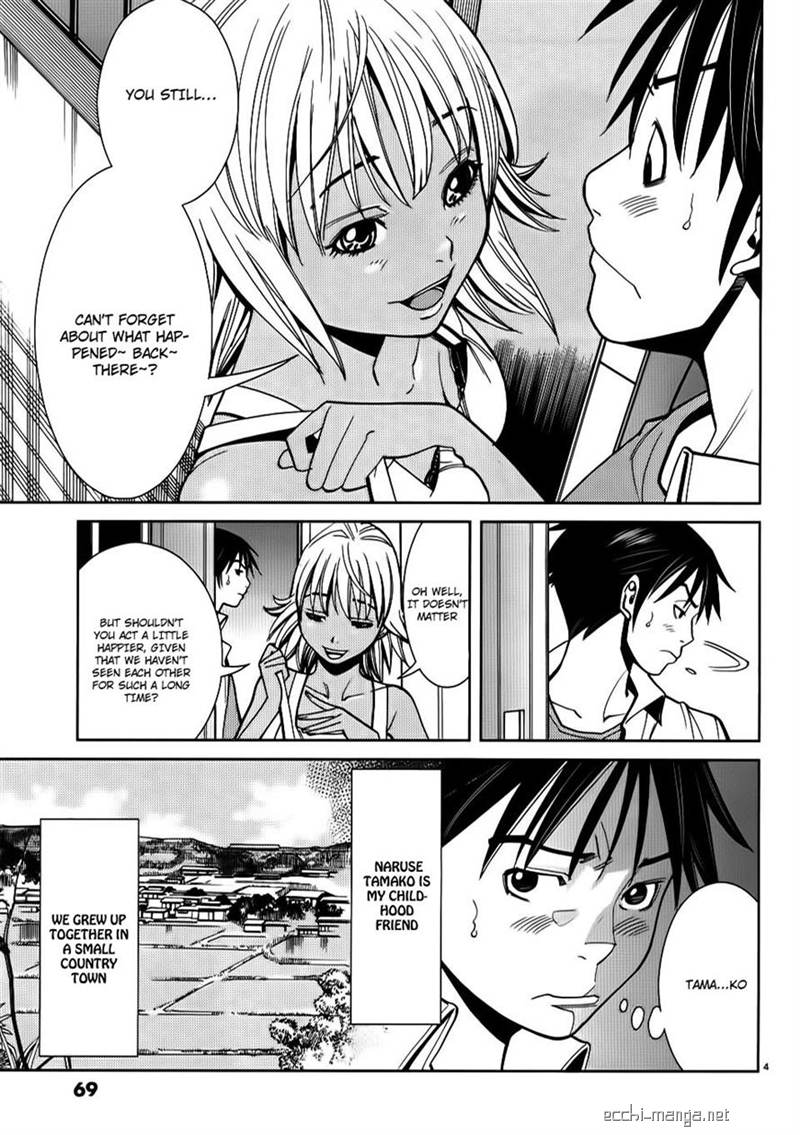 YOU STILL...
CAN'T FORGET
ABOUT WHAT HAP-
PENED~ BACK~
THERE~?
OH WELL,
IT DOESN'T
MATTER
BUT SHOULDN'T
YOU ACT A LITTLE
HAPPIER, GIVEN
THAT WE HAVEN'T
SEEN EACH OTHER
FOR SUCH A LONG
TIME?
TAMA...KO
NARUSE
TAMAKO IS
MY CHILD-
HOOD
FRIEND
WE GREW UP
TOGETHER IN
A SMALL
COUNTRY
TOWN
4
69
ecchi-manga.net